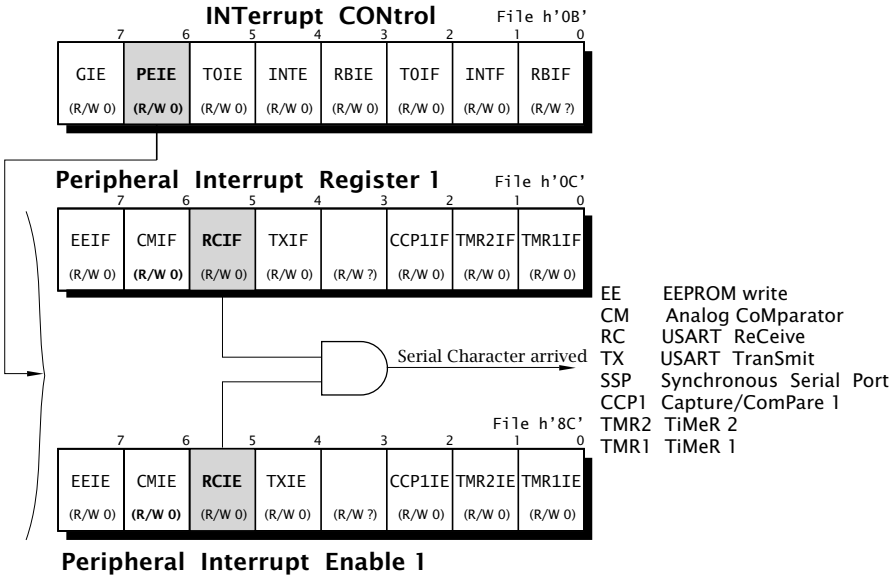 INTerrupt CONtrol File h'0B'
7 6 5 4 3 2 1 0
GIE PEIE T0IE INTE RBIE T0IF INTF RBIF
(R/W 0) (R/W 0) (R/W 0) (R/W 0) (R/W 0) (R/W 0) (R/W 0) (R/W ?)
Peripheral Interrupt Register 1 File h'0C'
7 6 5 4 3 2 1 0
EEIF CMIF RCIF TXIF CCP1IF TMR2IF TMR1IF
(R/W 0) (R/W 0) (R/W 0) (R/W 0) (R/W ?) (R/W 0) (R/W 0) (R/W 0)
Serial Character arrived
EE EEPROM write
CM Analog CoMparator
RC USART ReCeive
TX USART TranSmit
SSP Synchronous Serial Port
CCP1 Capture/ComPare 1
TMR2 TiMeR 2
TMR1 TiMeR 1
File h'8C'
7 6 5 4 3 2 1 0
EEIE CMIE RCIE TXIE CCP1IE TMR2IE TMR1IE
(R/W 0) (R/W 0) (R/W 0) (R/W 0) (R/W ?) (R/W 0) (R/W 0) (R/W 0)
Peripheral Interrupt Enable 1